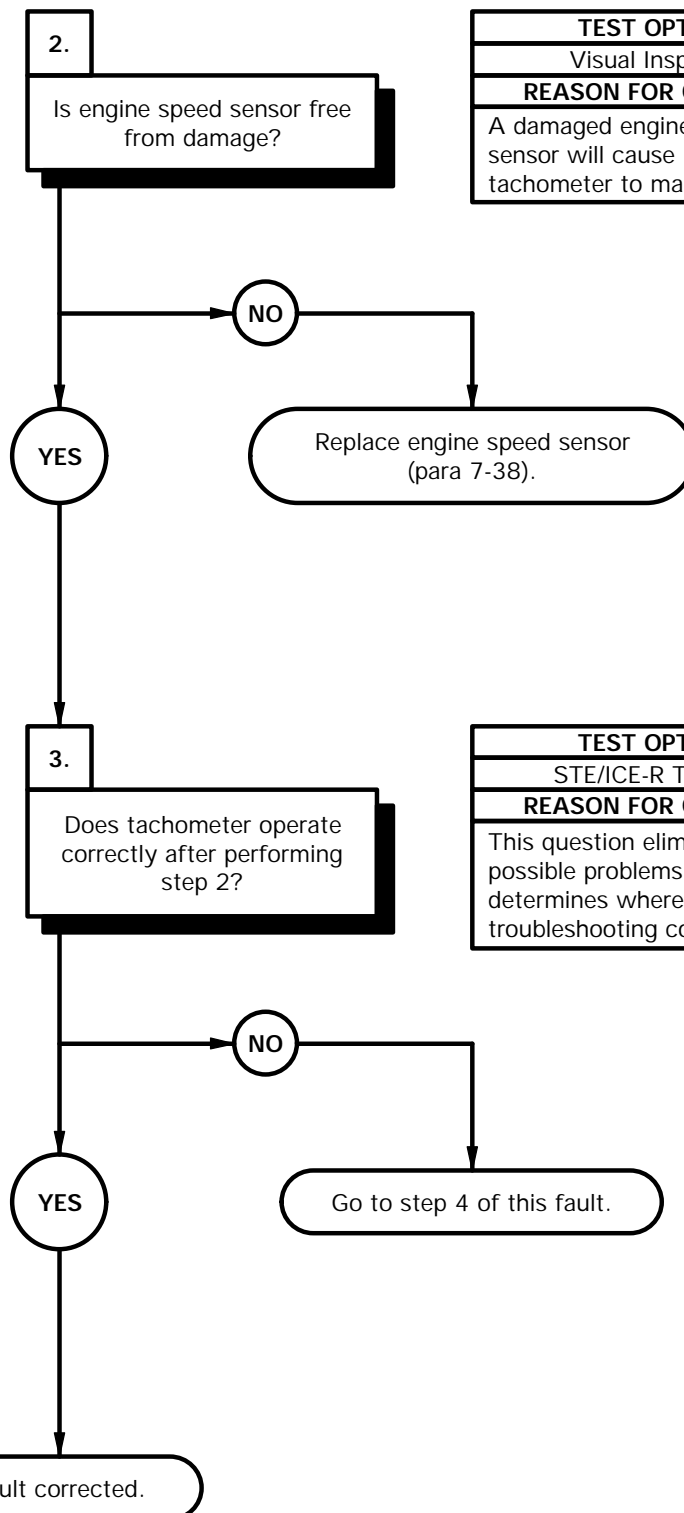 2.
Is engine speed sensor free
from damage?
TEST OPT
Visual Insp
REASON FOR
A damaged engine
sensor will cause
tachometer to ma
NO
YES
Replace engine speed sensor
(para 7-38).
3.
Does tachometer operate
correctly after performing
step 2?
TEST OPT
STE/ICE-R T
REASON FOR
This question elim
possible problems
determines where
troubleshooting co
NO
YES
Go to step 4 of this fault.
ult corrected.